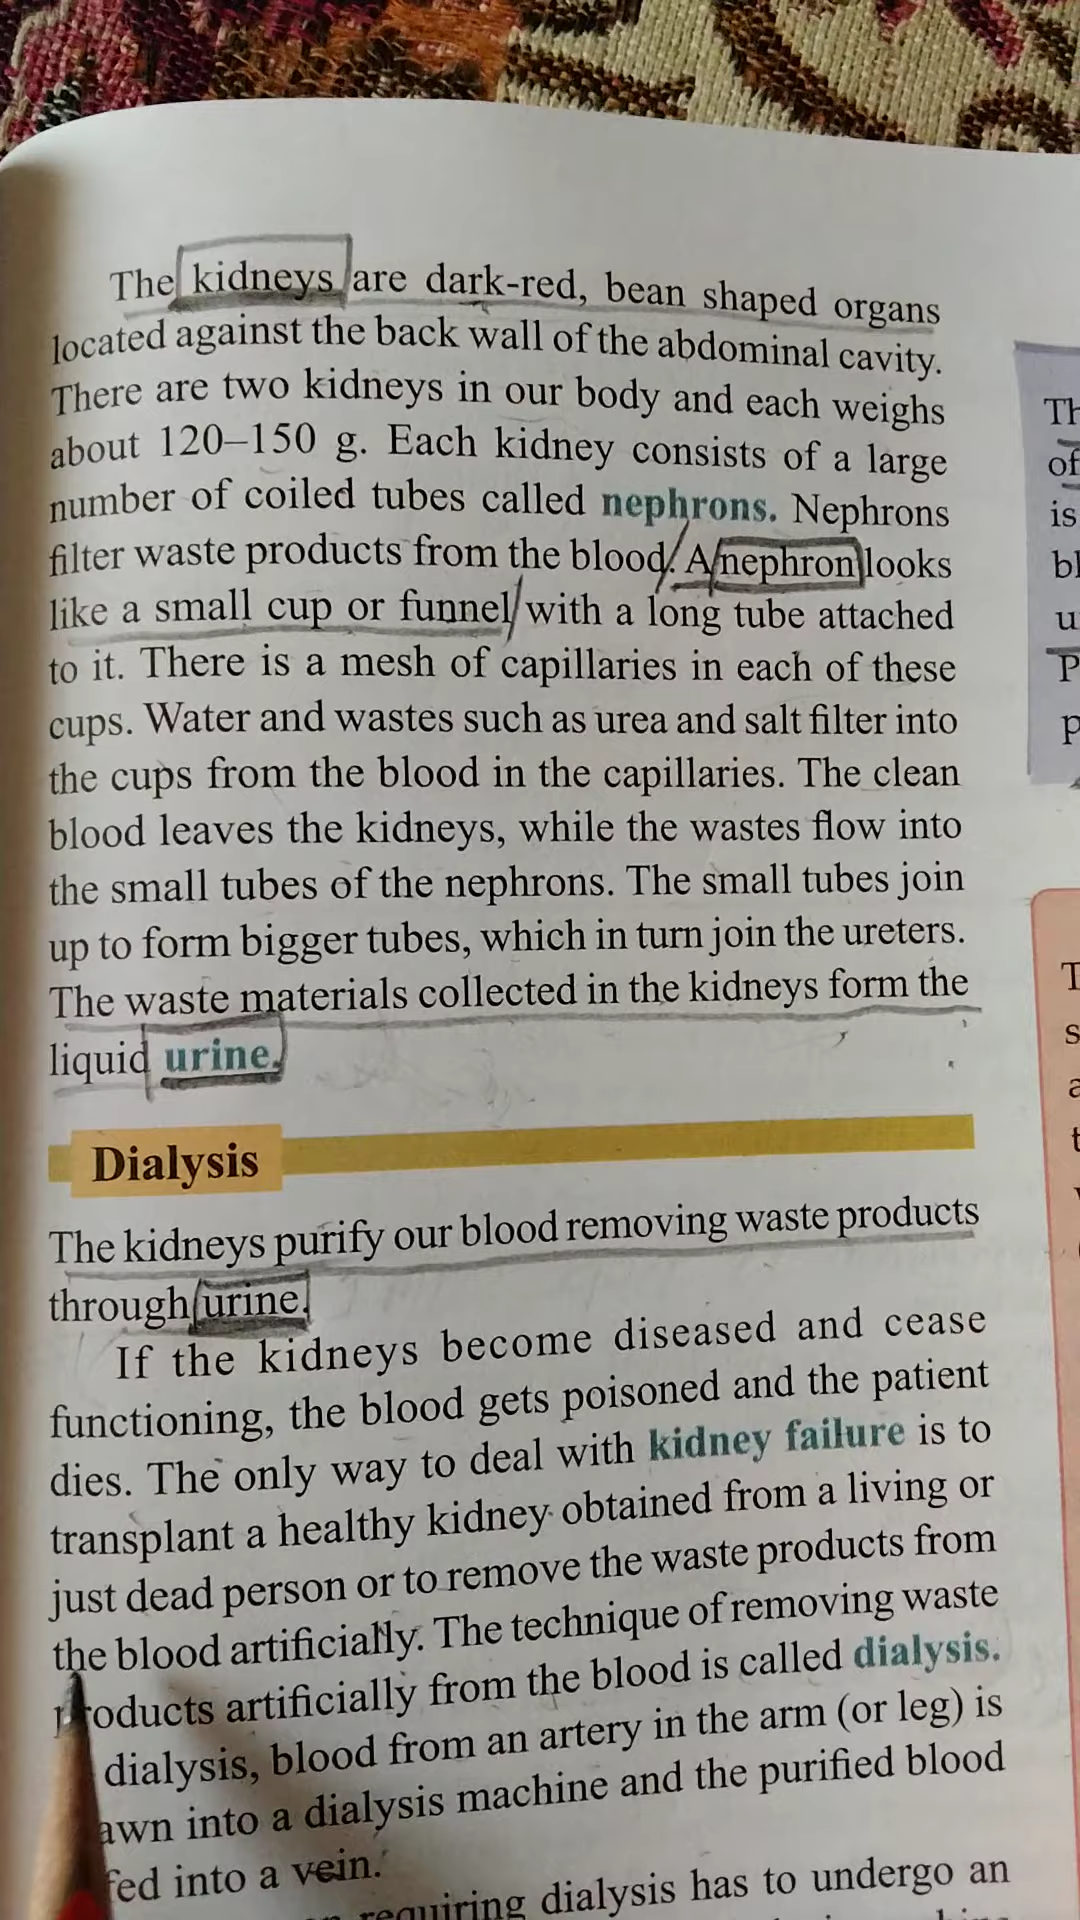 The kidneys are dark-red, bean shaped organs
located against the back wall of the abdominal cavity.
There are two kidneys in our body and each weighs
about 120–150 g. Each kidney consists of a large
number of coiled tubes called nephrons. Nephrons
filter waste products from the blood. A nephron looks
like a small cup or funnel with a long tube attached
to it. There is a mesh of capillaries in each of these
cups. Water and wastes such as urea and salt filter into
the cups from the blood in the capillaries. The clean
blood leaves the kidneys, while the wastes flow into
the small tubes of the nephrons. The small tubes join
up to form bigger tubes, which in turn join the ureters.
The waste materials collected in the kidneys form the
liquid urine.
Dialysis
The kidneys purify our blood removing waste products
through urine.
If the kidneys become diseased and cease
functioning, the blood gets poisoned and the patient
dies. The only way to deal with kidney failure is to
transplant a healthy kidney obtained from a living or
just dead person or to remove the waste products from
the blood artificially. The technique of removing waste
products artificially from the blood is called dialysis.
dialysis, blood from an artery in the arm (or leg) is
awn into a dialysis machine and the purified blood
fed into a vein.
requiring dialysis has to undergo an
of
is